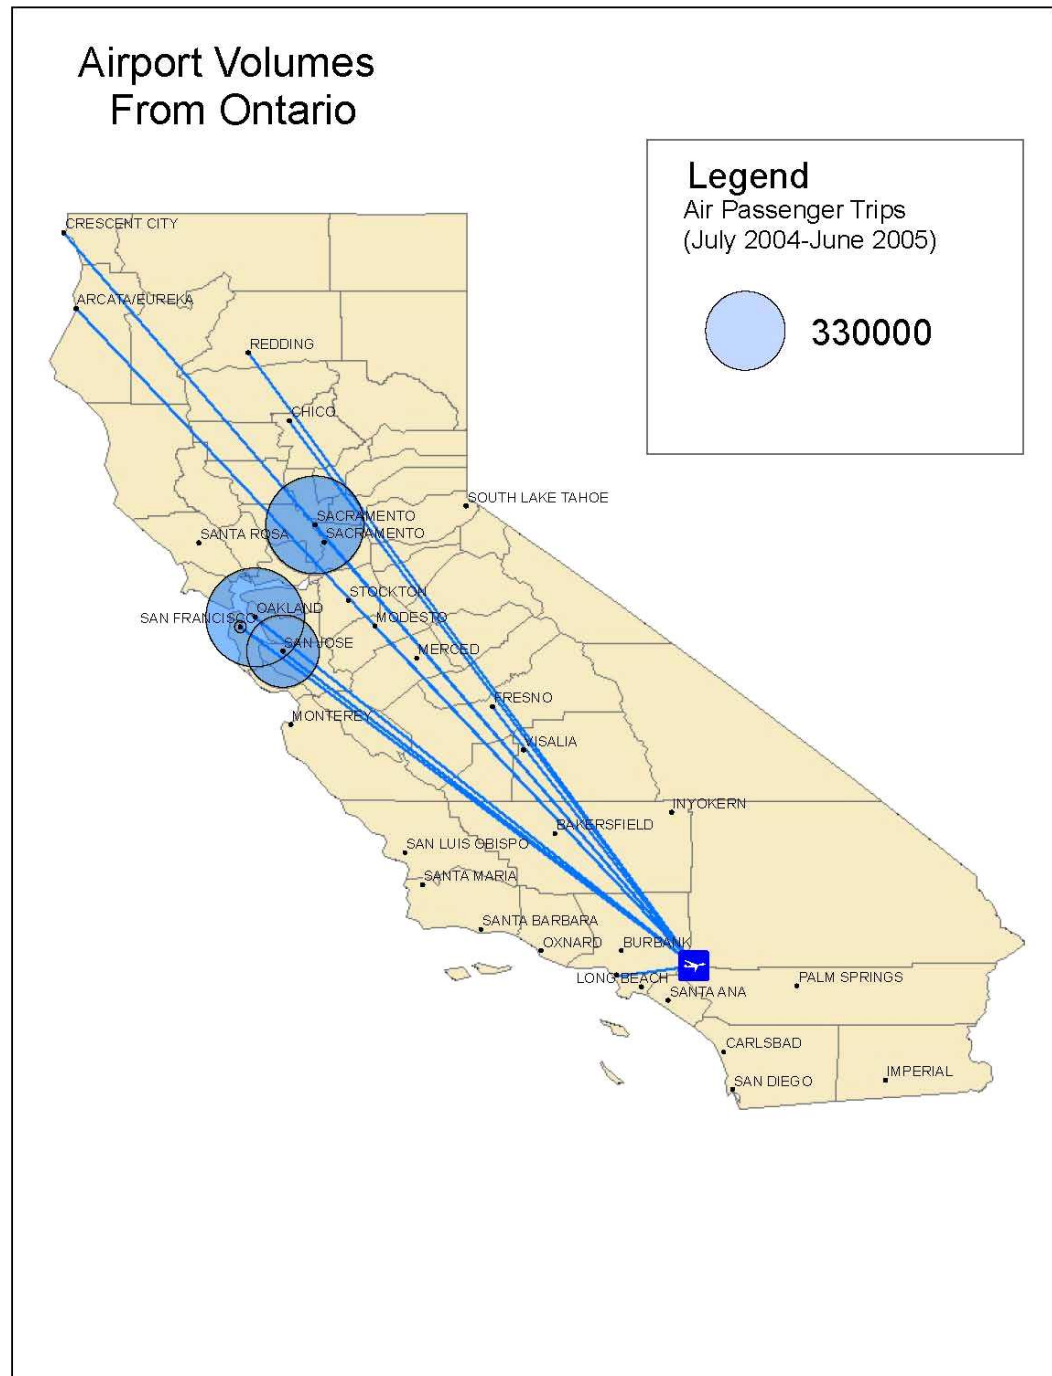 Airport Volumes
From Ontario
Legend
Air Passenger Trips
(July 2004-June 2005)
330000
CRESCENT CITY
ARCATA/EUREKA
REDDING
CHICO
SOUTH LAKE TAHOE
SACRAMENTO
SANTA ROSA
SACRAMENTO
STOCKTON
OAKLAND
SAN FRANCISCO
MODESTO
SAN JOSE
MERCED
FRESNO
MONTEREY
VISALIA
INYOKERN
BAKERSFIELD
SAN LUIS OBISPO
SANTA MARIA
SANTA BARBARA
OXNARD
BURBANK
LONG BEACH
PALM SPRINGS
SANTA ANA
CARLSBAD
IMPERIAL
SAN DIEGO